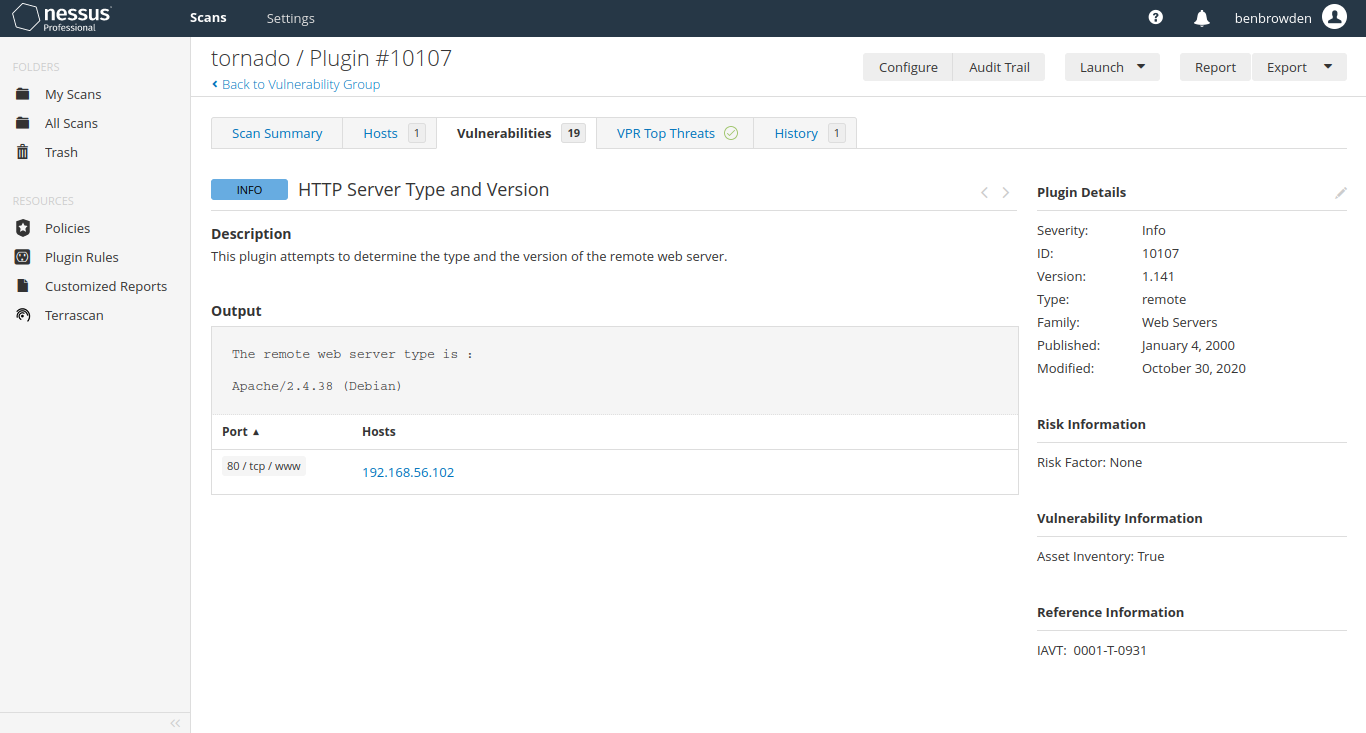 nessus
Professional
Scans
Settings
benbrowden
FOLDERS
My Scans
All Scans
Trash
RESOURCES
Policies
Plugin Rules
Customized Reports
Terrascan
tornado / Plugin #10107
Back to Vulnerability Group
Configure
Audit Trail
Launch
Report
Export
Scan Summary
Hosts 1
Vulnerabilities 19
VPR Top Threats
History 1
INFO
HTTP Server Type and Version
Description
This plugin attempts to determine the type and the version of the remote web server.
Output
The remote web server type is :
Apache/2.4.38 (Debian)
Port ▲ Hosts
80 / tcp / www 192.168.56.102
Plugin Details
Severity: Info
ID: 10107
Version: 1.141
Type: remote
Family: Web Servers
Published: January 4, 2000
Modified: October 30, 2020
Risk Information
Risk Factor: None
Vulnerability Information
Asset Inventory: True
Reference Information
IAVT: 0001-T-0931